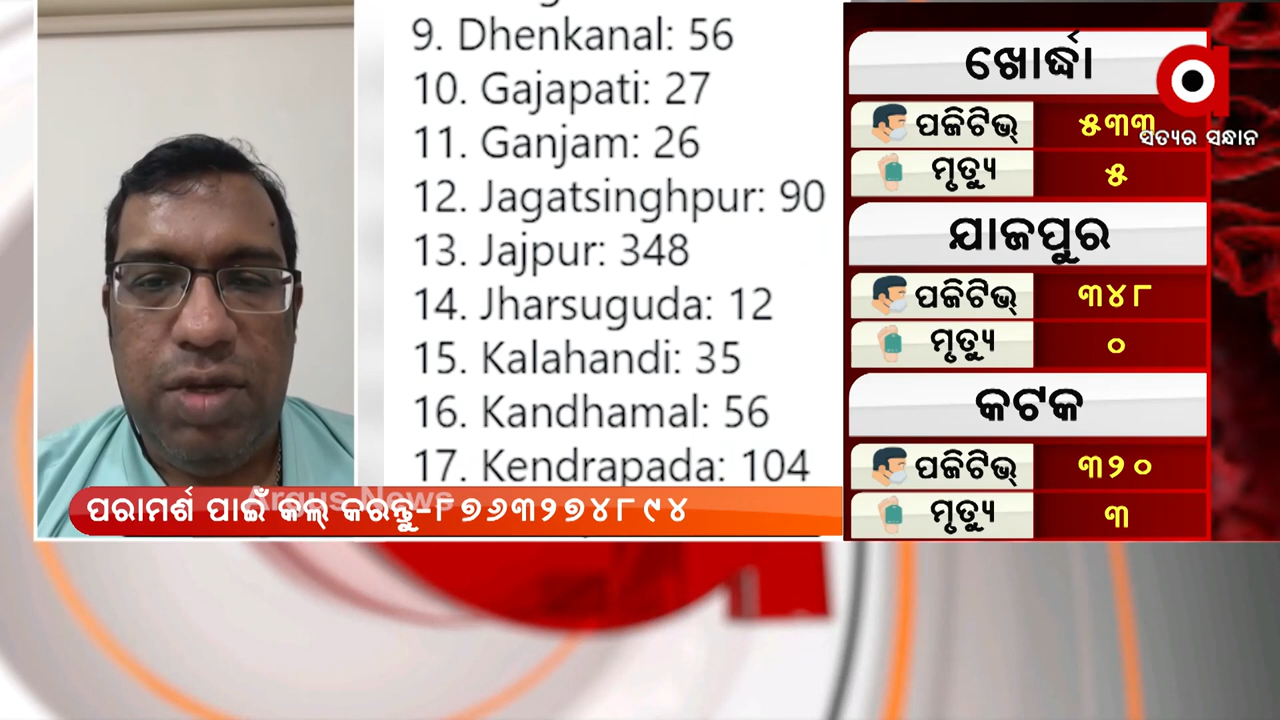 9. Dhenkanal: 56
10. Gajapati: 27
11. Ganjam: 26
12. Jagatsinghpur: 90
13. Jajpur: 348
14. Jharsuguda: 12
15. Kalahandi: 35
16. Kandhamal: 56
17. Kendrapada: 104
Argus News
ପରାମର୍ଶ ପାଇଁ କଲ୍ କରନ୍ତୁ-୮୭୬୩୨୭୪୮୯୪
ଖୋର୍ଦ୍ଧା
ପଜିଟିଭ୍ ୫୩୩
ସତ୍ୟର ସନ୍ଧାନ
ମୃତ୍ୟୁ ୫
ଯାଜପୁର
ପଜିଟିଭ୍ ୩୪୮
ମୃତ୍ୟୁ ୦
କଟକ
ପଜିଟିଭ୍ ୩୨୦
ମୃତ୍ୟୁ ୩